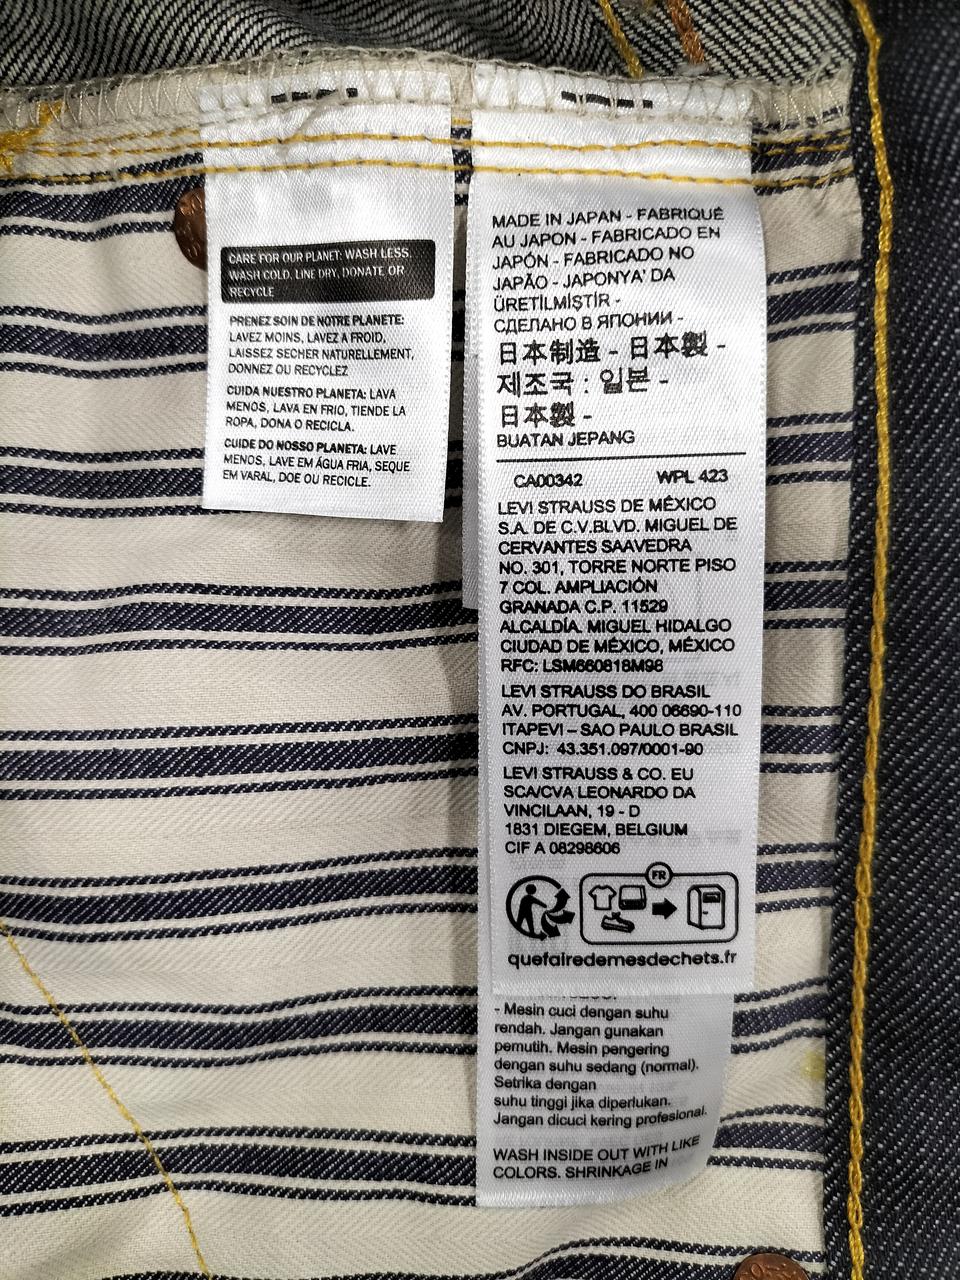 CARE FOR OUR PLANET: WASH LESS,
WASH COLD, LINE DRY, DONATE OR
RECYCLE
PRENEZ SOIN DE NOTRE PLANETE:
LAVEZ MOINS, LAVEZ A FROID,
LAISSEZ SECHER NATURELLEMENT,
DONNEZ OU RECYCLEZ
CUIDA NUESTRO PLANETA: LAVA
MENOS, LAVA EN FRIO, TIENDE LA
ROPA, DONA O RECICLA.
CUIDE DO NOSSO PLANETA: LAVE
MENOS, LAVE EM ÁGUA FRIA, SEQUE
EM VARAL, DOE OU RECICLE.
MADE IN JAPAN - FABRIQUÉ
AU JAPON - FABRICADO EN
JAPÓN - FABRICADO NO
JAPÃO - JAPONYA' DA
ÜRETİLMİŞTİR -
СДЕЛАНО В ЯПОНИИ -
日本制造 - 日本製 -
제조국 : 일본 -
日本製 -
BUATAN JEPANG
CA00342 WPL 423
LEVI STRAUSS DE MÉXICO
S.A. DE C.V.BLVD. MIGUEL DE
CERVANTES SAAVEDRA
NO. 301, TORRE NORTE PISO
7 COL. AMPLIACIÓN
GRANADA C.P. 11529
ALCALDÍA. MIGUEL HIDALGO
CIUDAD DE MÉXICO, MÉXICO
RFC: LSM660818M98
LEVI STRAUSS DO BRASIL
AV. PORTUGAL, 400 06690-110
ITAPEVI – SAO PAULO BRASIL
CNPJ: 43.351.097/0001-90
LEVI STRAUSS & CO. EU
SCA/CVA LEONARDO DA
VINCILAAN, 19 - D
1831 DIEGEM, BELGIUM
CIF A 08298606
FR
quefairedemesdechets.fr
- Mesin cuci dengan suhu
rendah. Jangan gunakan
pemutih. Mesin pengering
dengan suhu sedang (normal).
Setrika dengan
suhu tinggi jika diperlukan.
Jangan dicuci kering profesional.
WASH INSIDE OUT WITH LIKE
COLORS. SHRINKAGE IN